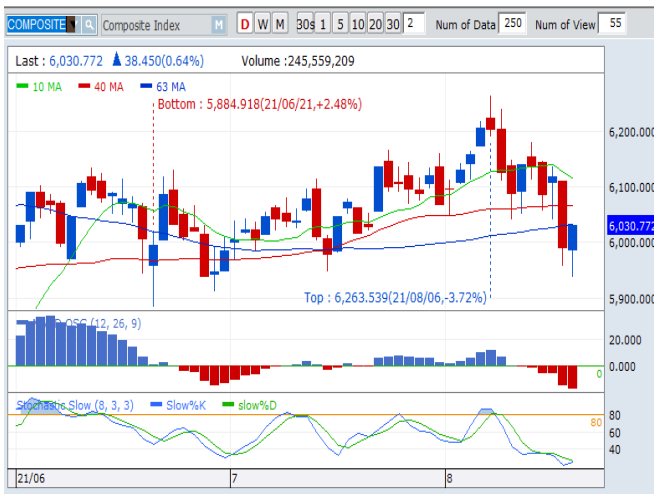 COMPOSITE Composite Index M D W M 30s 1 5 10 20 30 2 Num of Data 250 Num of View 55
Last : 6,030.772 ▲ 38.450(0.64%) Volume :245,559,209
10 MA 40 MA 63 MA
Bottom : 5,884.918(21/06/21,+2.48%)
6,200.000
6,100.000
6,030.772
6,000.000
Top : 6,263.539(21/08/06,-3.72%)
5,900.000
OSC (12, 26, 9)
20.000
0.000
0
Stochastic Slow (8, 3, 3) Slow%K slow%D
80
80
60
40
21/06 7 8